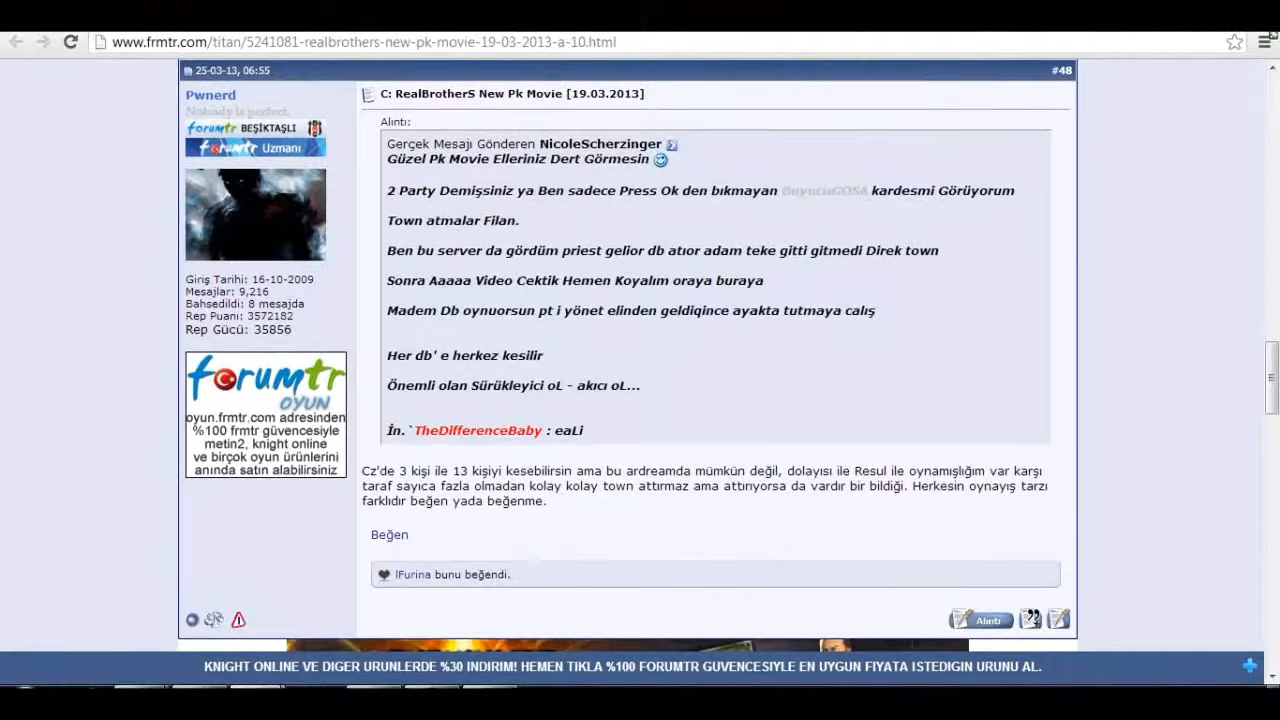 www.frmtr.com/titan/5241081-realbrothers-new-pk-movie-19-03-2013-a-10.html
25-03-13, 06:55
#48
Pwnerd
Nobody is perfect.
forumtr BEŞİKTAŞLI
forumtr Uzmanı
Giriş Tarihi: 16-10-2009
Mesajlar: 9,216
Bahsedildi: 8 mesajda
Rep Puanı: 3572182
Rep Gücü: 35856
forumtr
OYUN
oyun.frmtr.com adresinden
%100 frmtr güvencesiyle
metin2, knight online
ve birçok oyun ürünlerini
anında satın alabilirsiniz
C: RealBrotherS New Pk Movie [19.03.2013]
Alıntı:
Gerçek Mesajı Gönderen NicoleScherzinger
Güzel Pk Movie Elleriniz Dert Görmesin
2 Party Demişsiniz ya Ben sadece Press Ok den bıkmayan BuyucuGOSA kardesmi Görüyorum
Town atmalar Filan.
Ben bu server da gördüm priest gelior db atıor adam teke gitti gitmedi Direk town
Sonra Aaaaa Video Cektik Hemen Koyalım oraya buraya
Madem Db oynuorsun pt i yönet elinden geldiqince ayakta tutmaya calış
Her db' e herkez kesilir
Önemli olan Sürükleyici oL - akıcı oL...
İn.`TheDifferenceBaby : eaLi
Cz'de 3 kişi ile 13 kişiyi kesebilirsin ama bu ardreamda mümkün değil, dolayısı ile Resul ile oynamışlığım var karşı
taraf sayıca fazla olmadan kolay kolay town attırmaz ama attırıyorsa da vardır bir bildiği. Herkesin oynayış tarzı
farklıdır beğen yada beğenme.
Beğen
lFurina bunu beğendi.
Alıntı
KNIGHT ONLINE VE DIGER URUNLERDE %30 INDIRIM! HEMEN TIKLA %100 FORUMTR GUVENCESIYLE EN UYGUN FIYATA ISTEDIGIN URUNU AL.